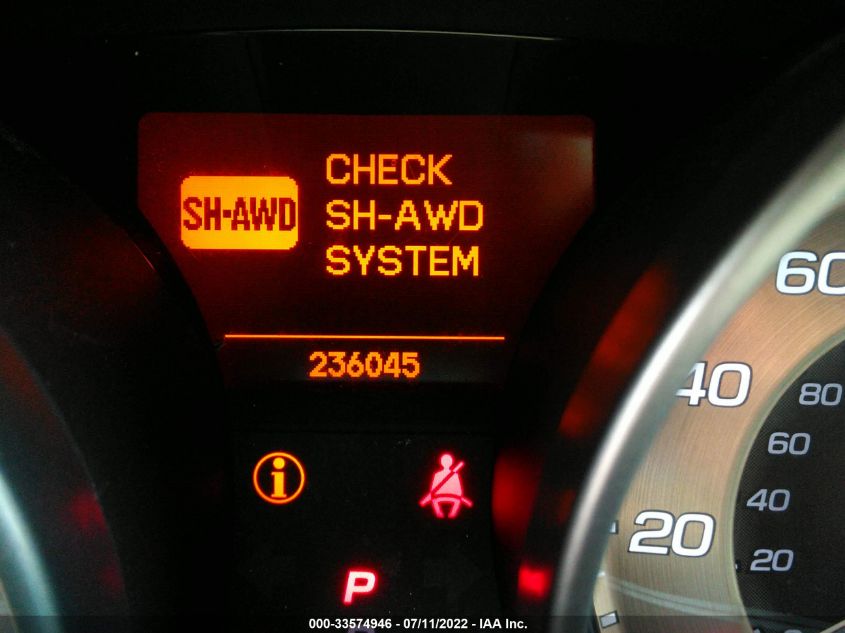 CHECK
SH-AWD
SH-AWD
SYSTEM
236045
i
P
60
40
20
80
60
40
20
000-33574946 - 07/11/2022 - IAA Inc.